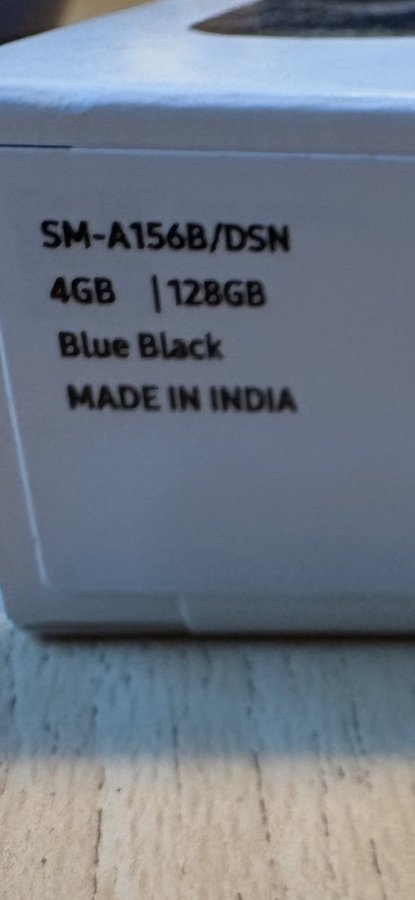 SM-A156B/DSN
4GB | 128GB
Blue Black
MADE IN INDIA